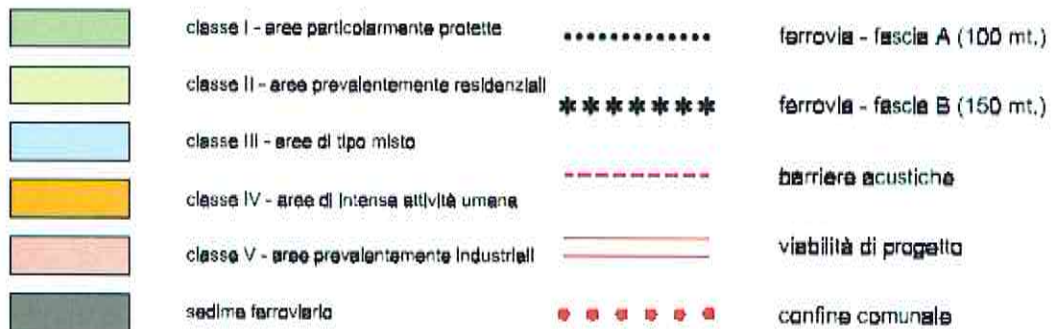 classe I - aree particolarmente protette
classe II - aree prevalentemente residenziali
classe III - aree di tipo misto
classe IV - aree di intensa attività umana
classe V - aree prevalentemente industriali
sedime ferroviario
ferrovia - fascia A (100 mt.)
ferrovia - fascia B (150 mt.)
barriere acustiche
viabilità di progetto
confine comunale